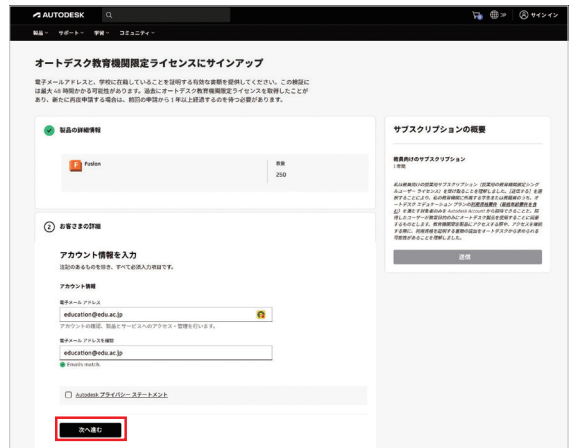 AUTODESK
JP
サインイン
製品
サポート
学習
コミュニティ
オートデスク教育機関限定ライセンスにサインアップ
電子メールアドレスと、学校に在籍していることを証明する有効な書類を提供してください。この検証に
は最大 48 時間かかる可能性があります。過去にオートデスク教育機関限定ライセンスを取得したことが
あり、新たに再度申請する場合は、前回の申請から 1 年以上経過するのを待つ必要があります。
製品の詳細情報
Fusion
数量
250
2 お客さまの詳細
アカウント情報を入力
注記のあるものを除き、すべて必須入力項目です。
アカウント情報
電子メール アドレス
education@edu.ac.jp
アカウントの確認、製品とサービスへのアクセス・管理を行います。
電子メール アドレスを確認
education@edu.ac.jp
Emails match.
Autodesk プライバシー ステートメント
次へ進む
サブスクリプションの概要
教員向けのサブスクリプション
1 年間
送信